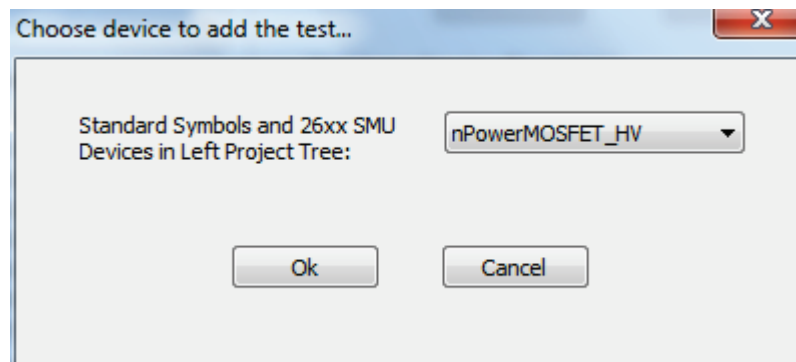 Choose device to add the test...
Standard Symbols and 26xx SMU
Devices in Left Project Tree:
nPowerMOSFET_HV
Ok
Cancel